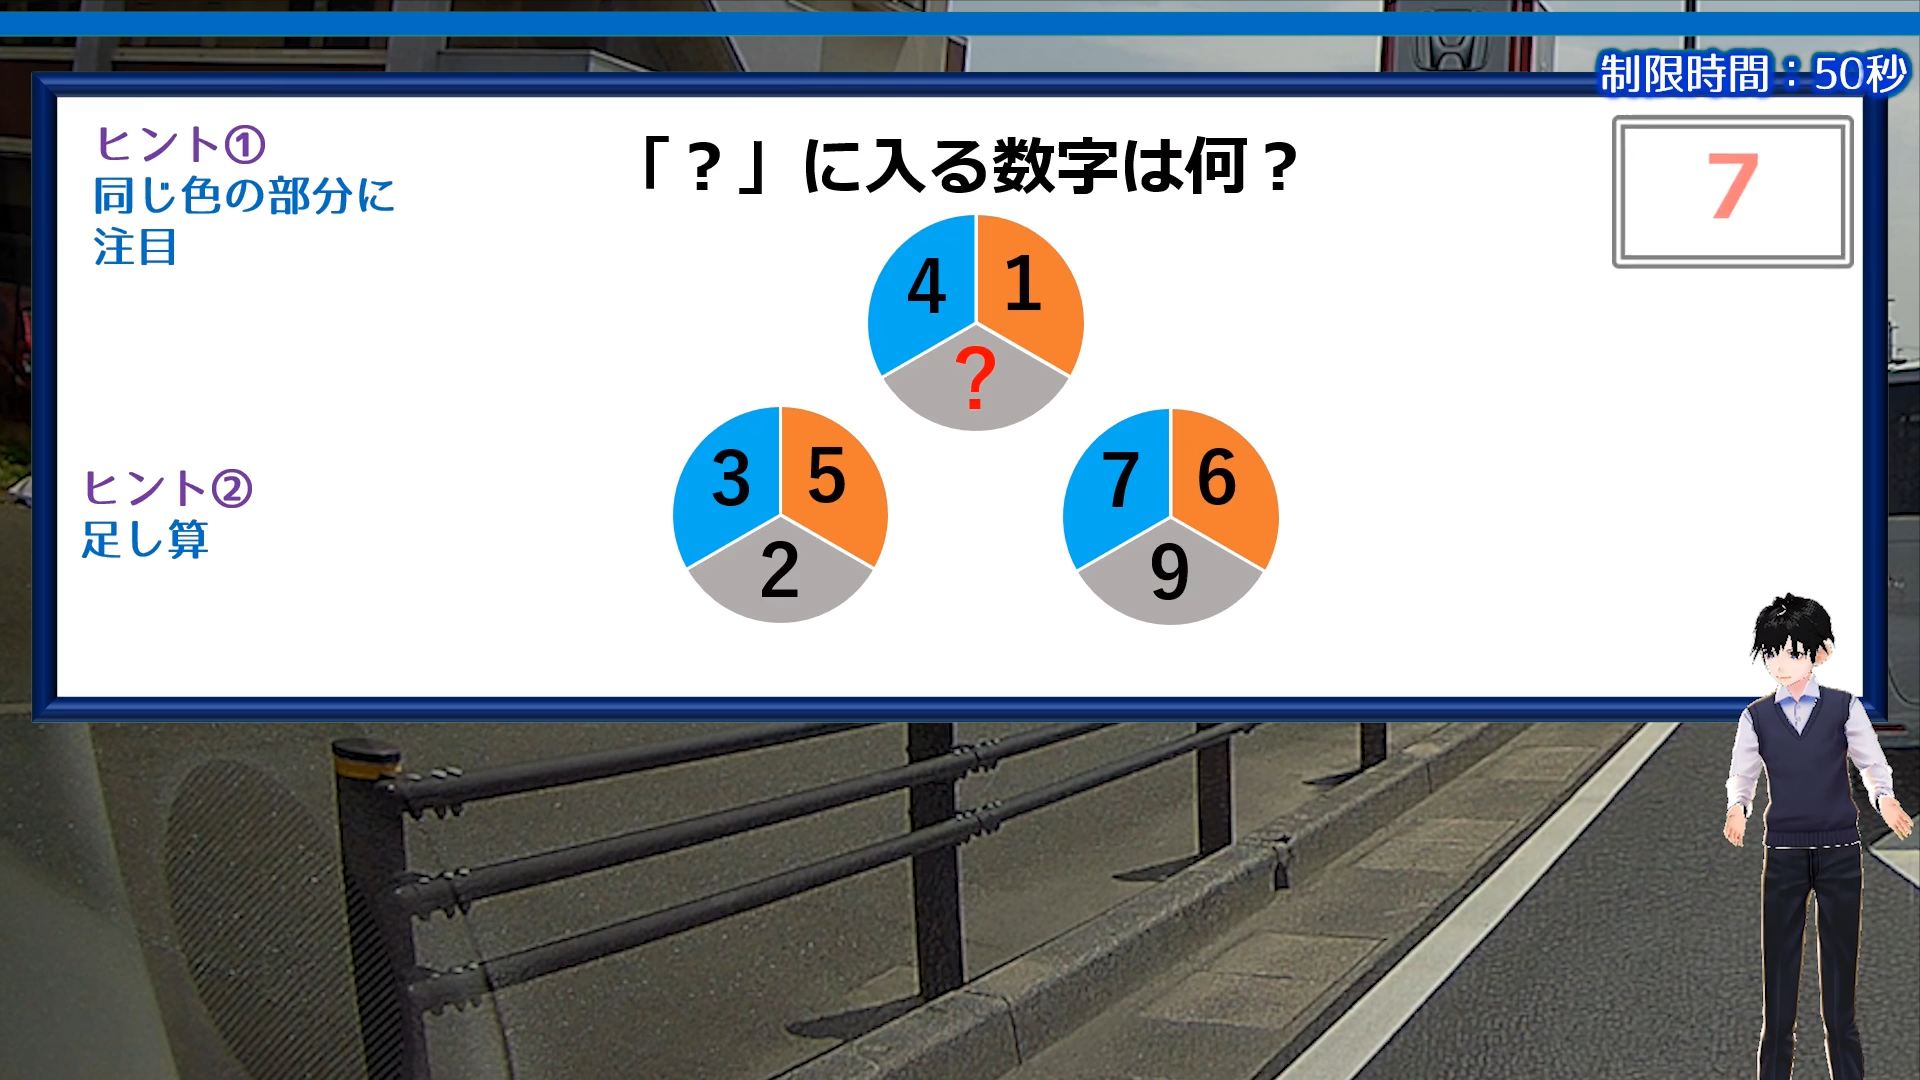 制限時間：50秒
ヒント①
同じ色の部分に
注目
「？」に入る数字は何？
7
4 1
?
3 5
2
7 6
9
ヒント②
足し算